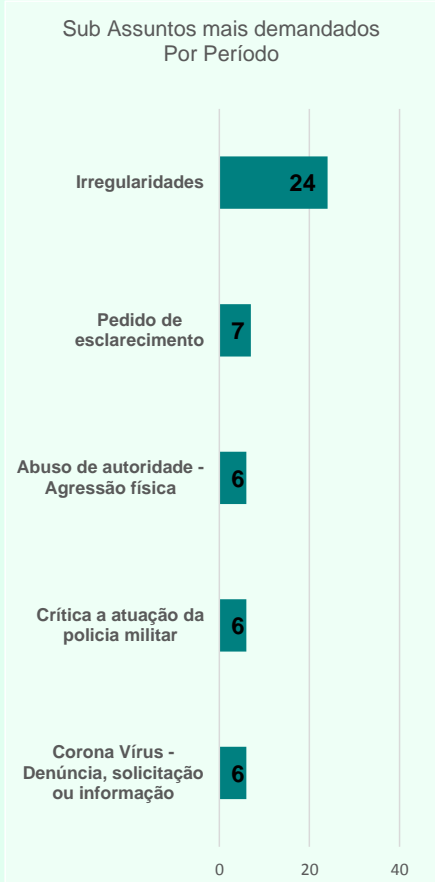 Sub Assuntos mais demandados
Por Período
Irregularidades
24
Pedido de
esclarecimento
7
Abuso de autoridade -
Agressão física
6
Crítica a atuação da
policia militar
6
Corona Vírus -
Denúncia, solicitação
ou informação
6
0 20 40